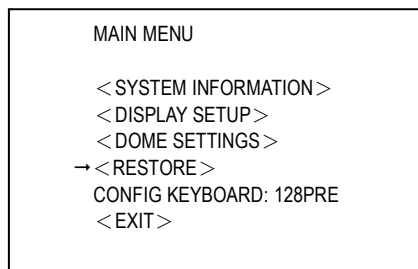 MAIN MENU
<SYSTEM INFORMATION>
<DISPLAY SETUP>
<DOME SETTINGS>
→<RESTORE>
CONFIG KEYBOARD: 128PRE
<EXIT>